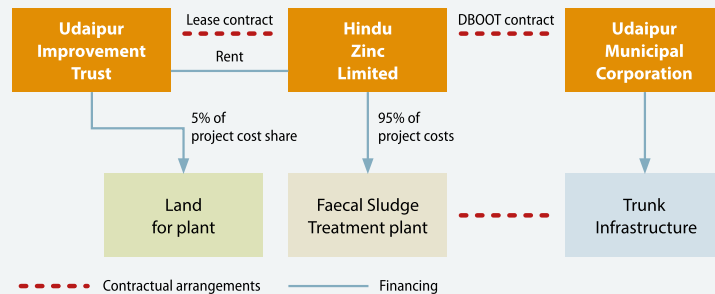 Udaipur
Improvement
Trust
Lease contract
Rent
Hindu
Zinc
Limited
DBOOT contract
Udaipur
Municipal
Corporation
5% of
project cost share
95% of
project costs
Land
for plant
Faecal Sludge
Treatment plant
Trunk
Infrastructure
Contractual arrangements
Financing